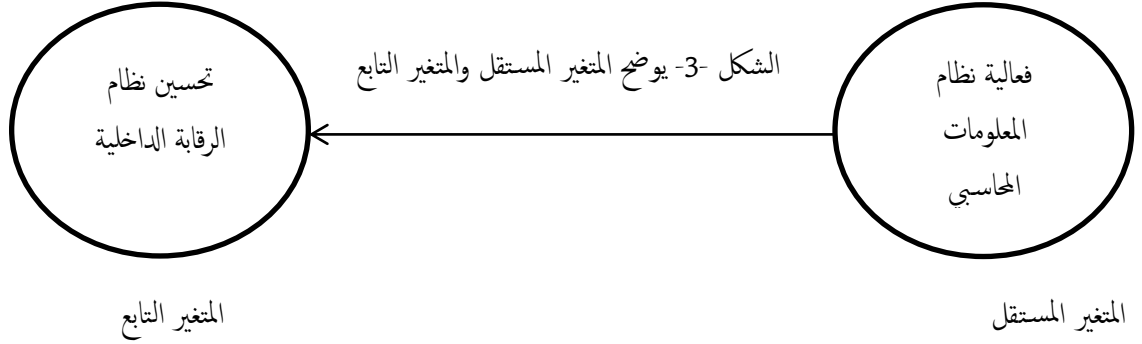 فعالية نظام
المعلومات
المحاسبي
الشكل -3- يوضح المتغير المستقل والمتغير التابع
تحسين نظام
الرقابة الداخلية
المتغير المستقل
المتغير التابع